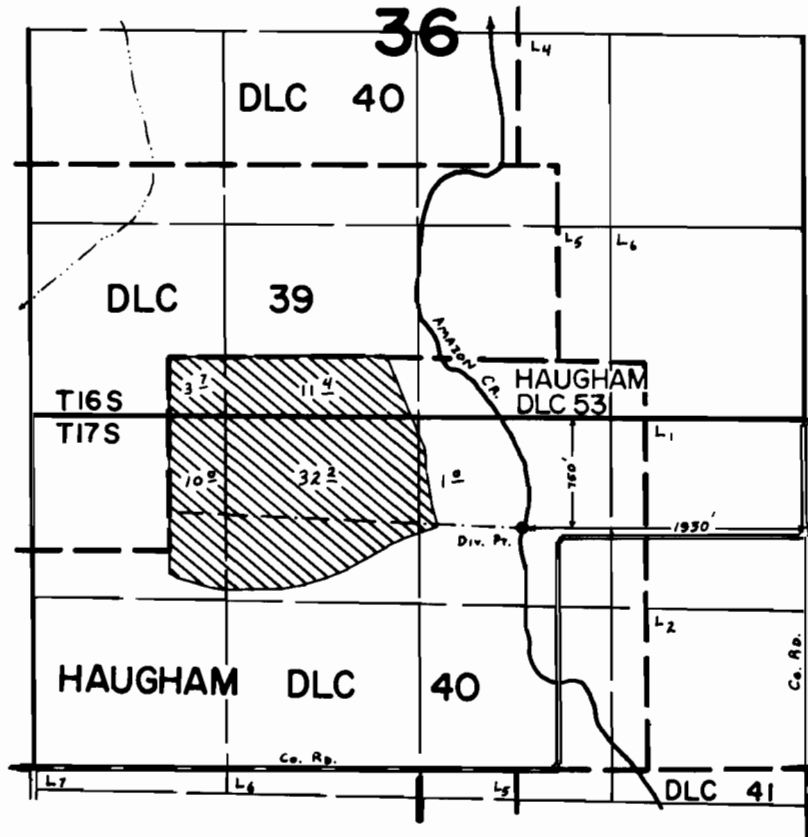 36
L4
DLC 40
L5
L6
DLC 39
AMAZON CR.
HAUGHAM
DLC 53
3 7
11 4
T16S
T17S
L1
10 0
32 2
1 0
750'
1930'
Div. Pt.
L2
HAUGHAM DLC 40
Co. Rd.
Co. Rd.
L7
L6
L5
DLC 41